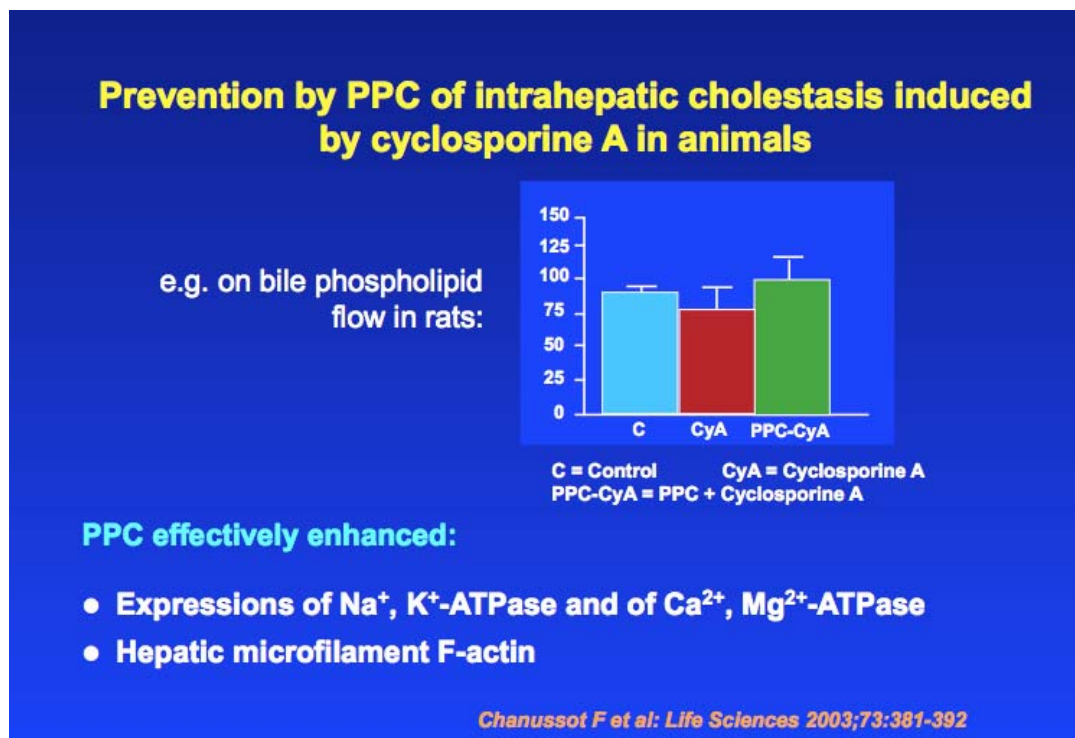 Prevention by PPC of intrahepatic cholestasis induced
by cyclosporine A in animals
e.g. on bile phospholipid
flow in rats:
150
125
100
75
50
25
0
C CyA PPC-CyA
C = Control CyA = Cyclosporine A
PPC-CyA = PPC + Cyclosporine A
PPC effectively enhanced:
● Expressions of Na⁺, K⁺-ATPase and of Ca²⁺, Mg²⁺-ATPase
● Hepatic microfilament F-actin
Chanussot F et al: Life Sciences 2003;73:381-392